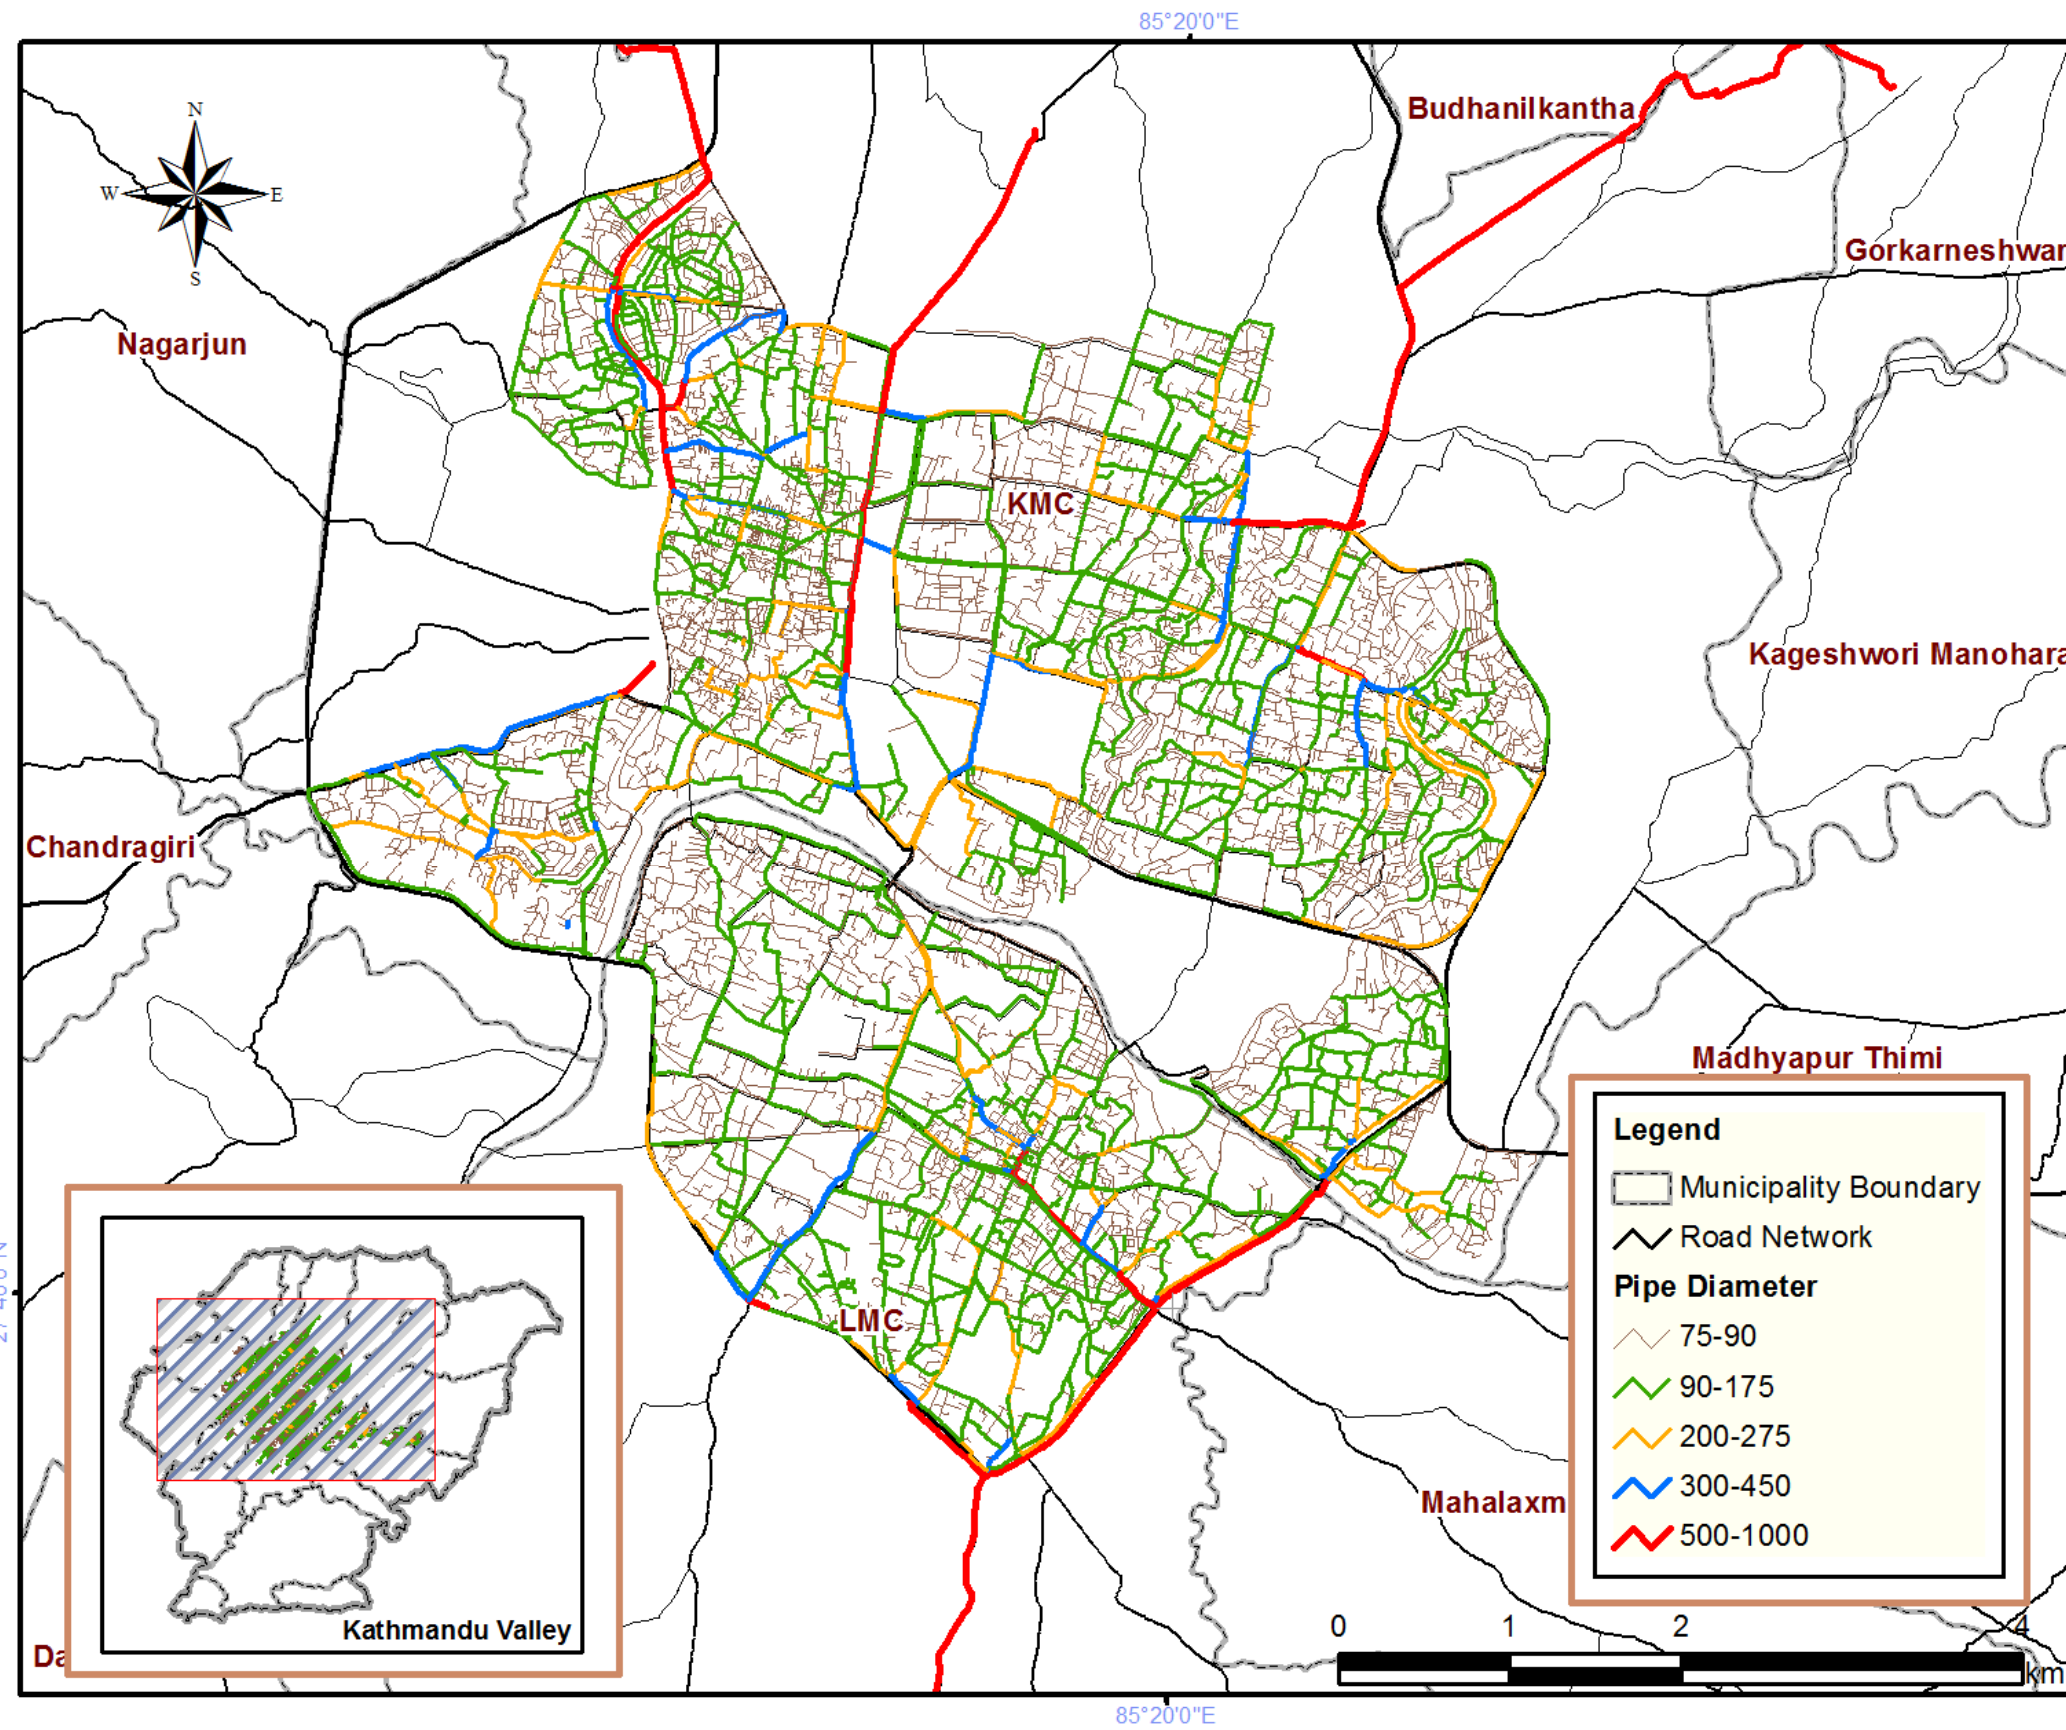 85°20'0"E
Budhanilkantha
N
W
E
S
Gorkarneshwar
Nagarjun
KMC
Kageshwori Manohara
Chandragiri
Madhyapur Thimi
Legend
Municipality Boundary
Road Network
Pipe Diameter
75-90
90-175
200-275
300-450
500-1000
LMC
Mahalaxm
Kathmandu Valley
Da
0 1 2 4
km
85°20'0"E